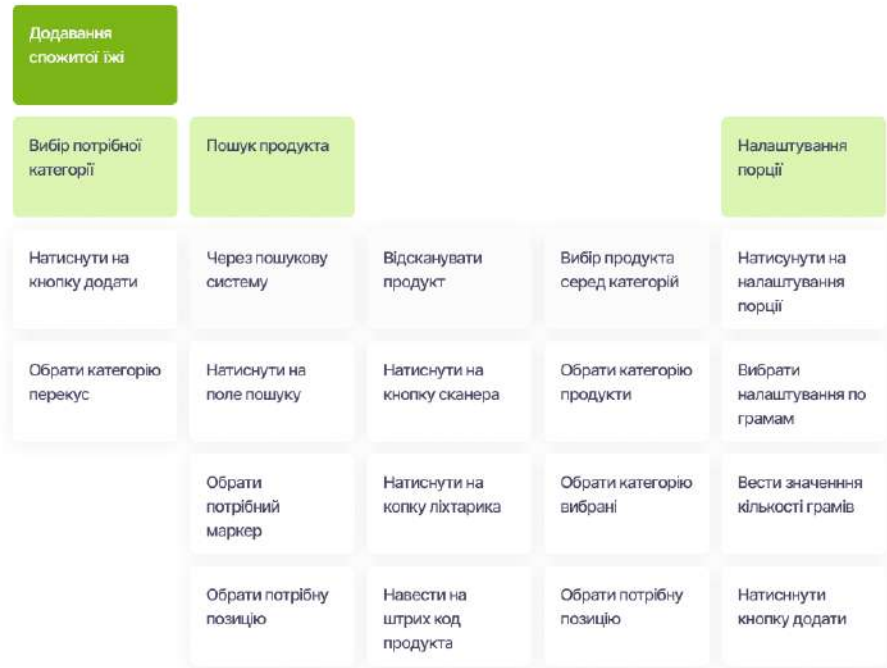 Додавання
спожитої їжі
Вибір потрібної
категорії
Пошук продукта
Налаштування
порції
Натиснути на
кнопку додати
Через пошукову
систему
Відсканувати
продукт
Вибір продукта
серед категорій
Натисунути на
налаштування
порції
Обрати категорію
перекус
Натиснути на
поле пошуку
Натиснути на
кнопку сканера
Обрати категорію
продукти
Вибрати
налаштування по
грамам
Обрати
потрібний
маркер
Натиснути на
копку ліхтарика
Обрати категорію
вибрані
Вести значенння
кількості грамів
Обрати потрібну
позицію
Навести на
штрих код
продукта
Обрати потрібну
позицію
Натисннути
кнопку додати